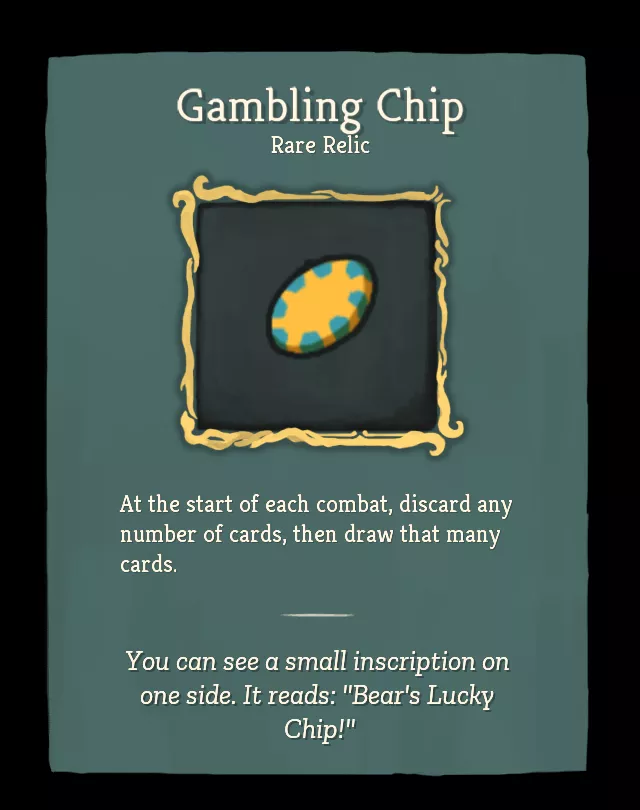 Gambling Chip
Rare Relic
At the start of each combat, discard any
number of cards, then draw that many
cards.
You can see a small inscription on
one side. It reads: "Bear's Lucky
Chip!"